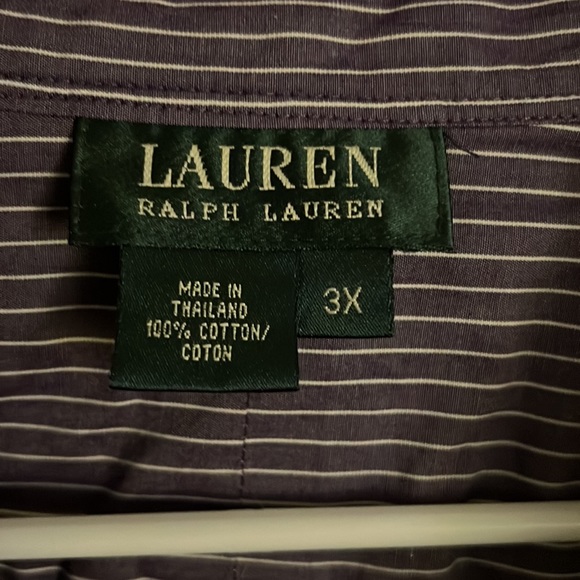 LAUREN
RALPH LAUREN
MADE IN
THAILAND
100% COTTON/
COTON
3X